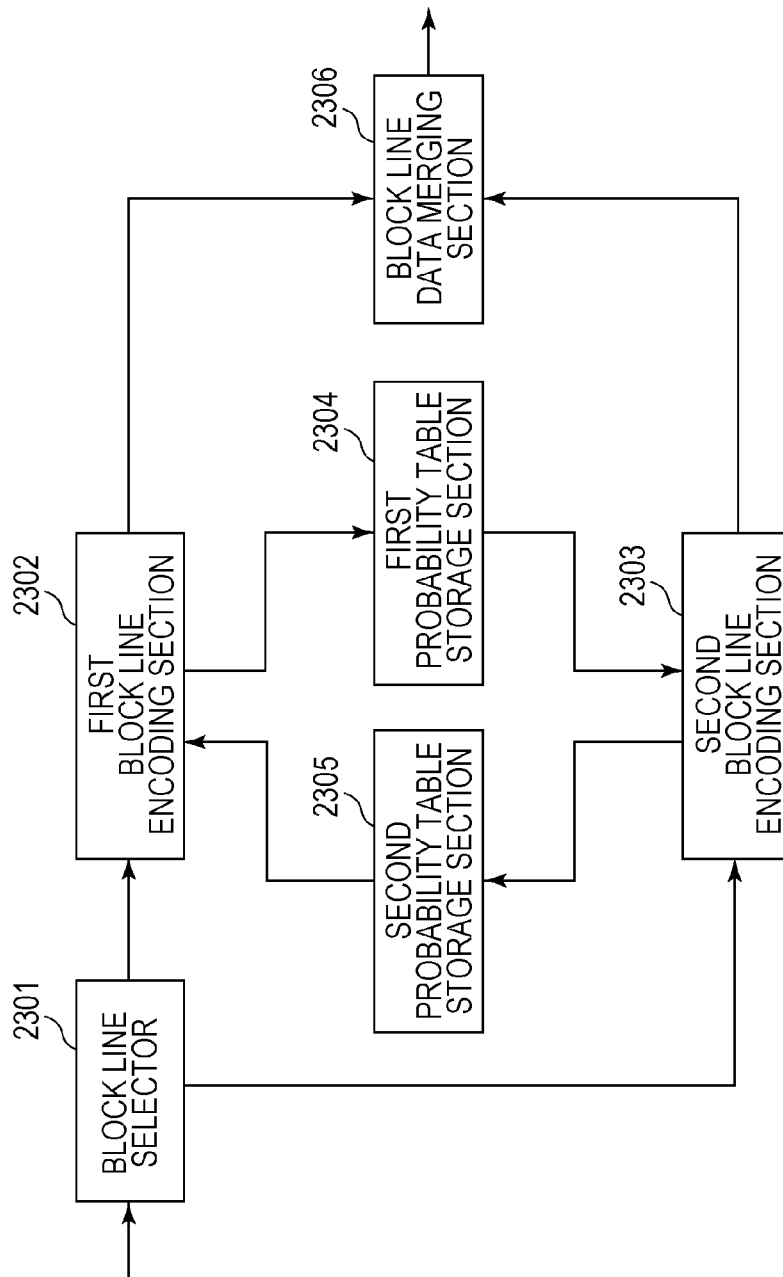 2301
BLOCK LINE
SELECTOR
2302
FIRST
BLOCK LINE
ENCODING SECTION
2305
SECOND
PROBABILITY TABLE
STORAGE SECTION
2304
FIRST
PROBABILITY TABLE
STORAGE SECTION
2306
BLOCK LINE
DATA MERGING
SECTION
2303
SECOND
BLOCK LINE
ENCODING SECTION